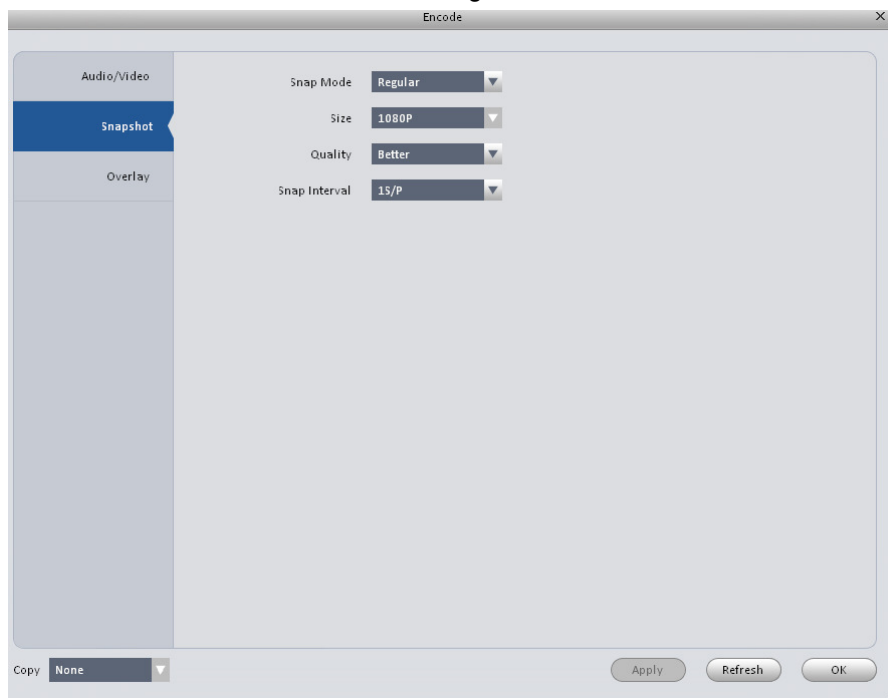 Encode
X
Audio/Video
Snapshot
Overlay
Snap Mode Regular
Size 1080P
Quality Better
Snap Interval 1S/P
Copy None
Apply Refresh OK